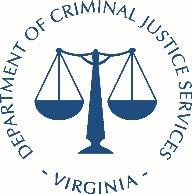 DEPARTMENT OF CRIMINAL JUSTICE SERVICES
- VIRGINIA -